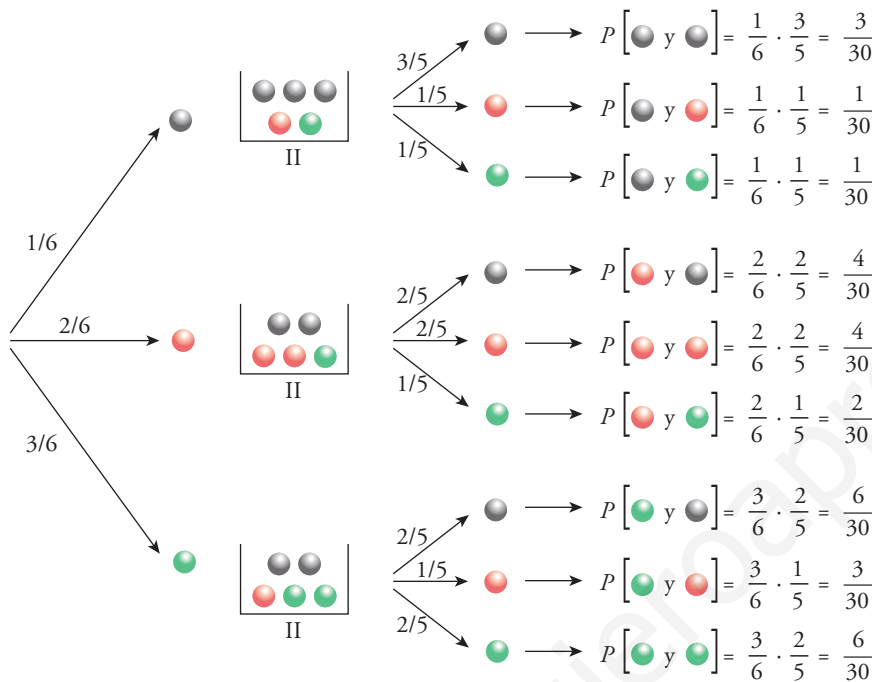 3/5
P [ y ] = 1/6 · 3/5 = 3/30
1/5
P [ y ] = 1/6 · 1/5 = 1/30
1/5
II
P [ y ] = 1/6 · 1/5 = 1/30
1/6
2/5
P [ y ] = 2/6 · 2/5 = 4/30
2/6
2/5
P [ y ] = 2/6 · 2/5 = 4/30
1/5
II
P [ y ] = 2/6 · 1/5 = 2/30
3/6
2/5
P [ y ] = 3/6 · 2/5 = 6/30
1/5
P [ y ] = 3/6 · 1/5 = 3/30
2/5
II
P [ y ] = 3/6 · 2/5 = 6/30